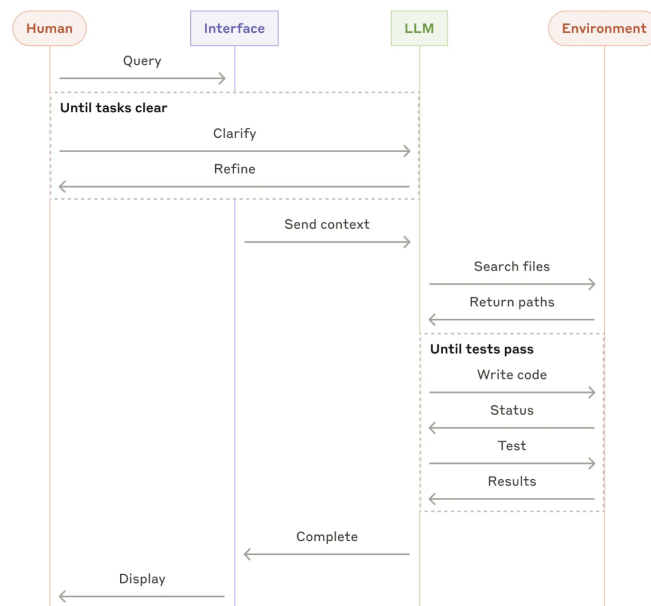 Human
Interface
LLM
Environment
Query
Until tasks clear
Clarify
Refine
Send context
Search files
Return paths
Until tests pass
Write code
Status
Test
Results
Complete
Display